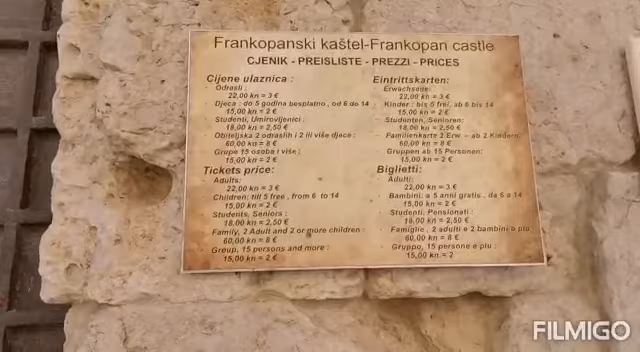 Frankopanski kaštel-Frankopan castle
CJENIK - PREISLISTE - PREZZI - PRICES
Cijene ulaznica :
Odrasli :
22,00 kn = 3 €
Djeca : do 5 godina besplatno , od 6 do 14
15,00 kn = 2 €
Studenti, Umirovljenici :
18,00 kn = 2,50 €
Obiteljska 2 odraslih i 2 ili više djece :
60,00 kn = 8 €
Grupe 15 osoba i više :
15,00 kn = 2 €
Eintrittskarten:
Erwachseine:
22,00 kn = 3 €
Kinder : bis 5 frei, ab 6 bis 14
15,00 kn = 2 €
Studenten, Senioren:
18,00 kn = 2,50 €
Familienkarte 2 Erw. – ab 2 Kindern:
60,00 kn = 8 €
Gruppen ab 15 Personen:
15,00 kn = 2 €
Tickets price:
Adults:
22,00 kn = 3 €
Children: till 5 free , from 6 to 14
15,00 kn = 2 €
Students, Seniors :
18,00 kn = 2,50 €
Family, 2 Adult and 2 or more children :
60,00 kn = 8 €
Group, 15 persons and more :
15,00 kn = 2 €
Biglietti:
Adulti:
22,00 kn = 3 €
Bambini: a 5 anni gratis , da 6 a 14
15,00 kn = 2 €
Studenti, Pensionati :
18,00 kn = 2,50 €
Famiglie , 2 adulti e 2 bambini o piu
60,00 kn = 8 €
Gruppo, 15 persone e piu :
15,00 kn = 2
FILMIGO